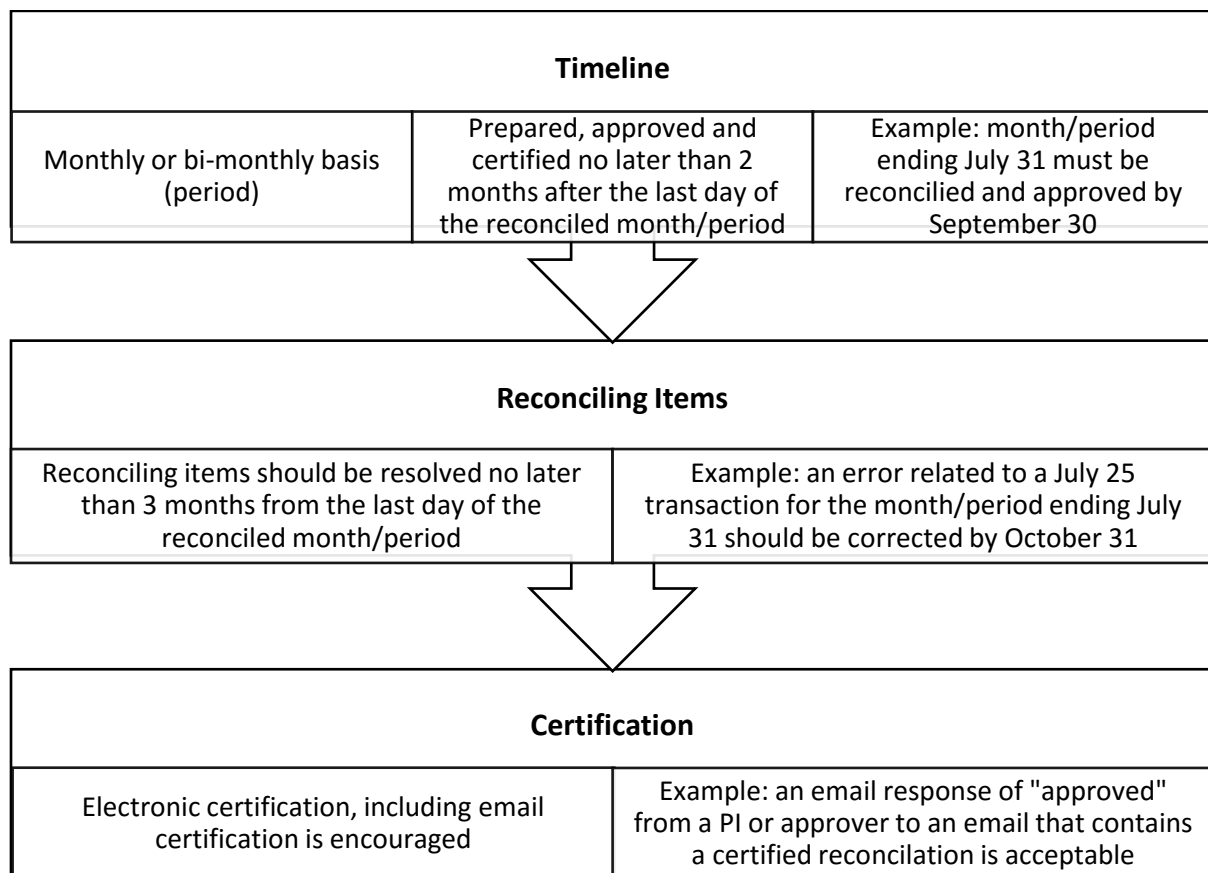 Timeline
Monthly or bi-monthly basis
(period)
Prepared, approved and
certified no later than 2
months after the last day of
the reconciled month/period
Example: month/period
ending July 31 must be
reconcilied and approved by
September 30
Reconciling Items
Reconciling items should be resolved no later
than 3 months from the last day of the
reconciled month/period
Example: an error related to a July 25
transaction for the month/period ending July
31 should be corrected by October 31
Certification
Electronic certification, including email
certification is encouraged
Example: an email response of "approved"
from a PI or approver to an email that contains
a certified reconcilation is acceptable